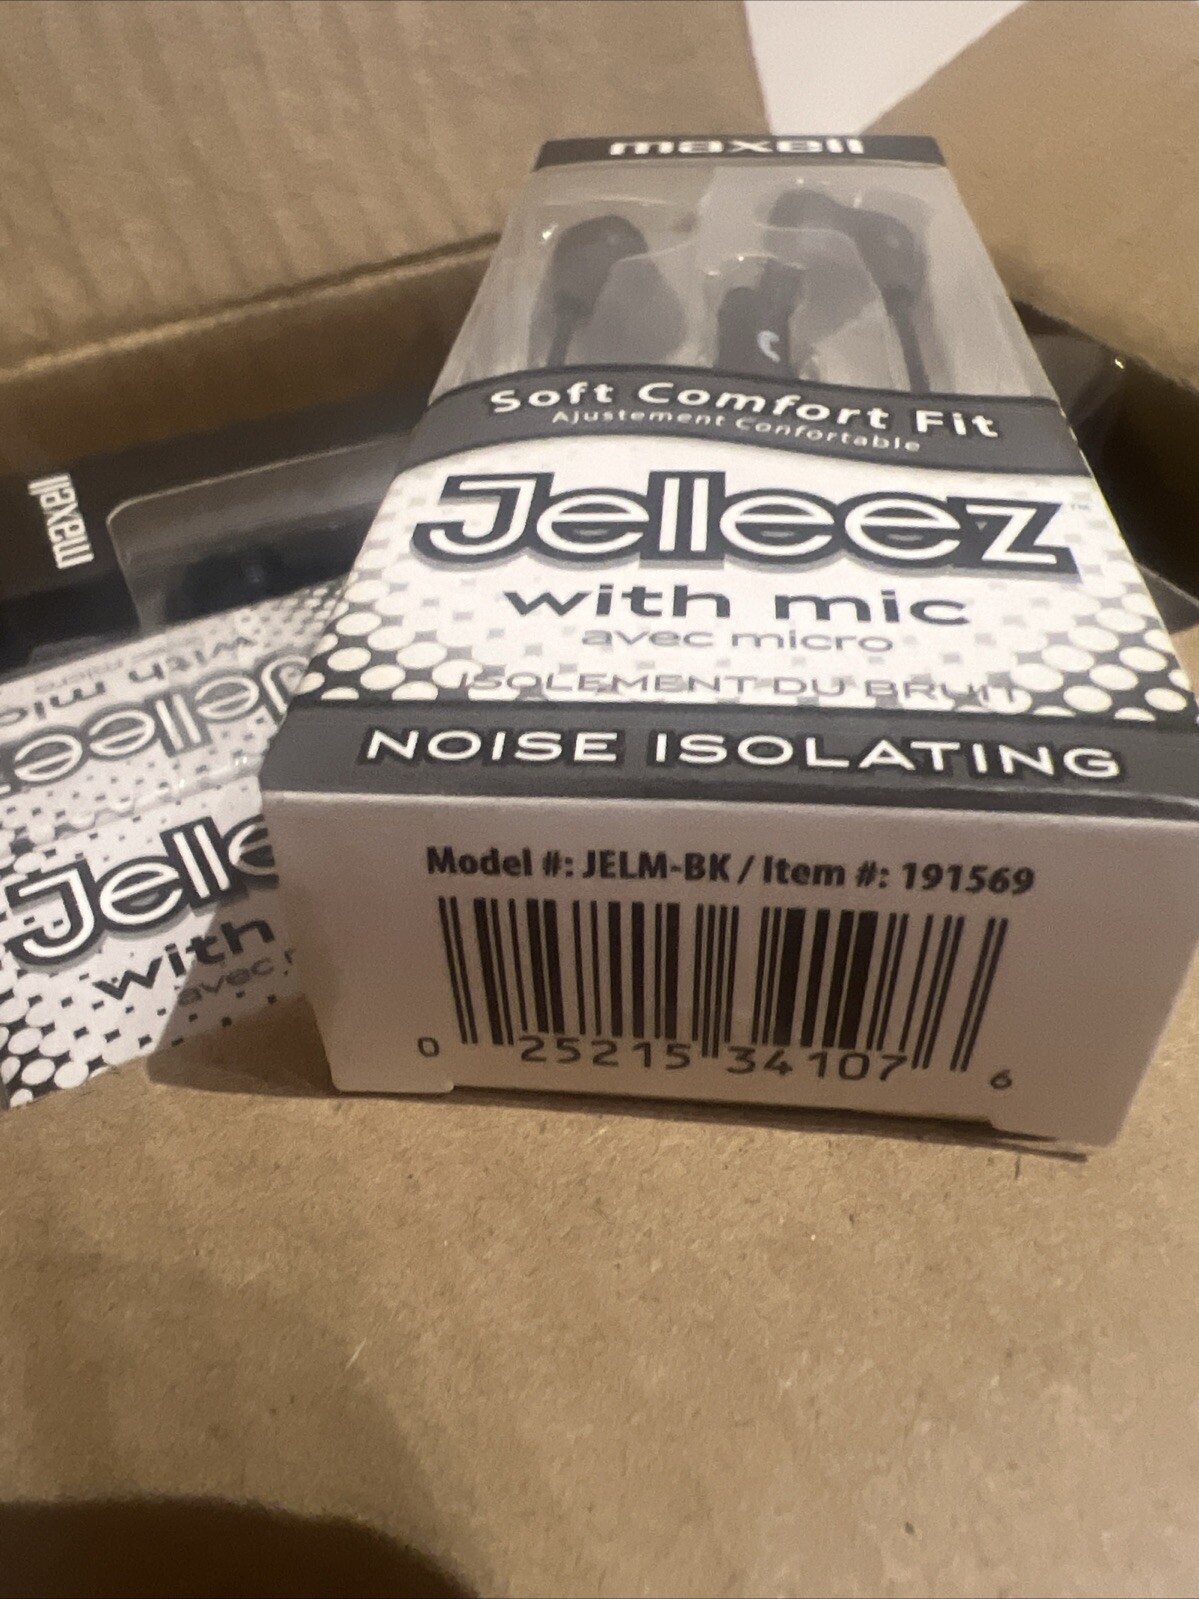 maxell
Soft Comfort Fit
Ajustement Confortable
Jelleez™
with mic
avec micro
ISOLEMENT DU BRUIT
NOISE ISOLATING
Model #: JELM-BK / Item #: 191569
0 25215 34107 6
maxell
with mic
Jelleez
Jelle
with
avec